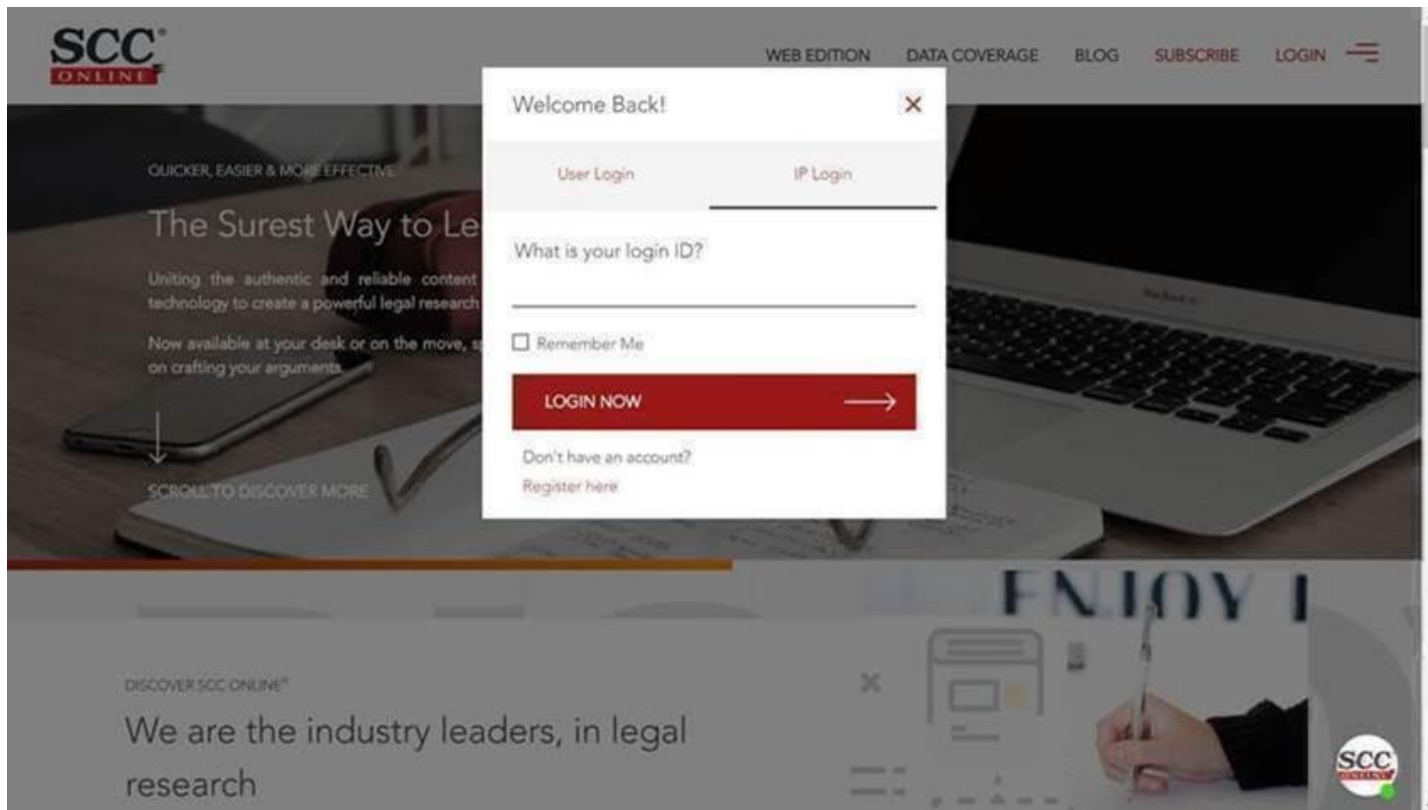 SCC®
ONLINE
WEB EDITION DATA COVERAGE BLOG SUBSCRIBE LOGIN
Welcome Back!
User Login IP Login
What is your login ID?
Remember Me
LOGIN NOW
Don't have an account?
Register here
QUICKER, EASIER & MORE EFFECTIVE
The Surest Way to Le
Uniting the authentic and reliable content
technology to create a powerful legal research
Now available at your desk or on the move, s
on crafting your arguments.
SCROLL TO DISCOVER MORE
ENJOY
DISCOVER SCC ONLINE®
We are the industry leaders, in legal
research
SCC
ONLINE